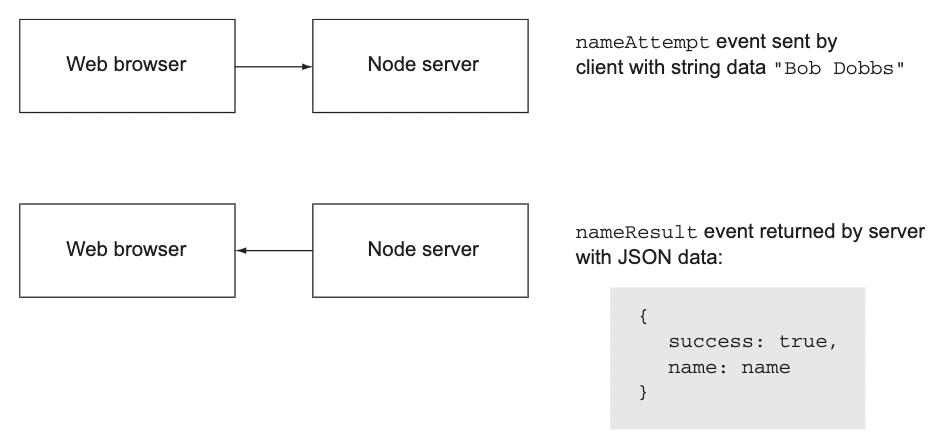 Web browser
Node server
nameAttempt event sent by
client with string data "Bob Dobbs"
Web browser
Node server
nameResult event returned by server
with JSON data:
{
success: true,
name: name
}